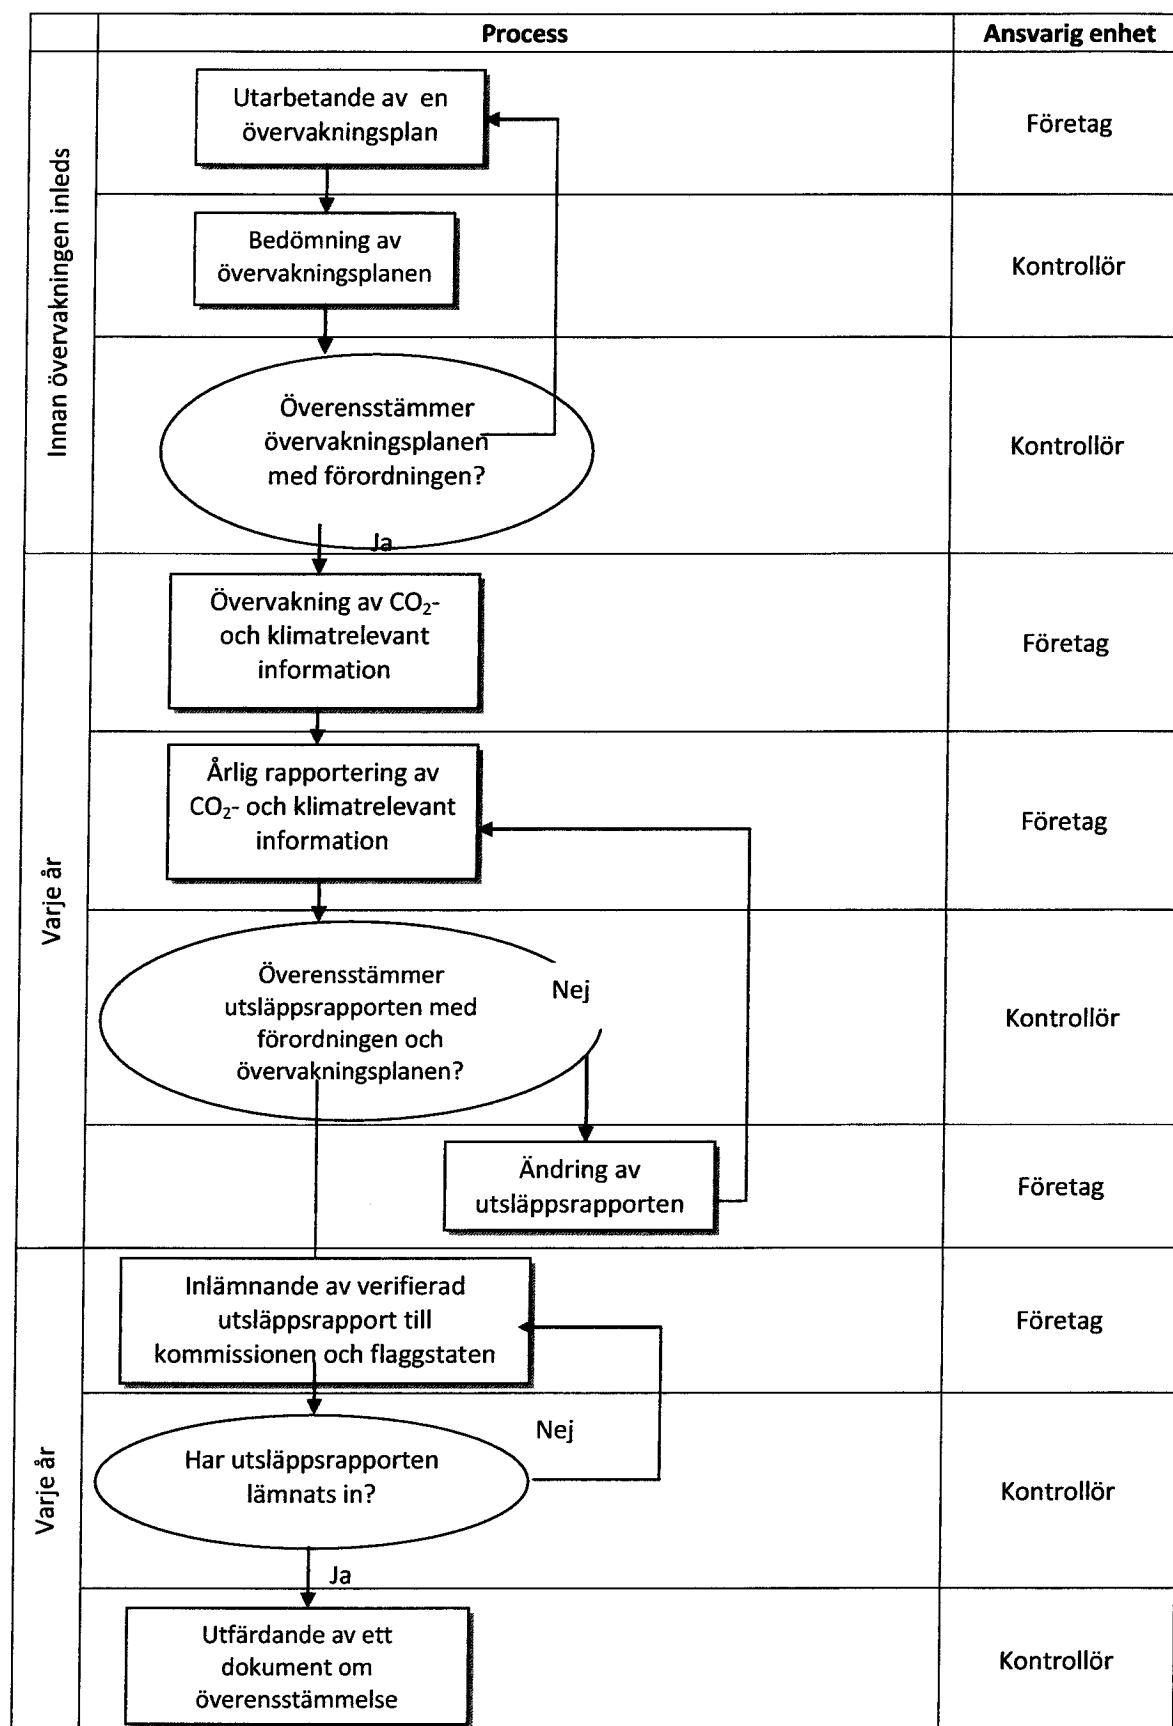 Process
Ansvarig enhet
Innan övervakningen inleds
Utarbetande av en
övervakningsplan
Företag
Bedömning av
övervakningsplanen
Kontrollör
Överensstämmer
övervakningsplanen
med förordningen?
Kontrollör
Ja
Varje år
Övervakning av CO₂-
och klimatrelevant
information
Företag
Årlig rapportering av
CO₂- och klimatrelevant
information
Företag
Överensstämmer
utsläppsrapporten med
förordningen och
övervakningsplanen?
Nej
Kontrollör
Ändring av
utsläppsrapporten
Företag
Varje år
Inlämnande av verifierad
utsläppsrapport till
kommissionen och flaggstaten
Företag
Har utsläppsrapporten
lämnats in?
Nej
Kontrollör
Ja
Utfärdande av ett
dokument om
överensstämmelse
Kontrollör